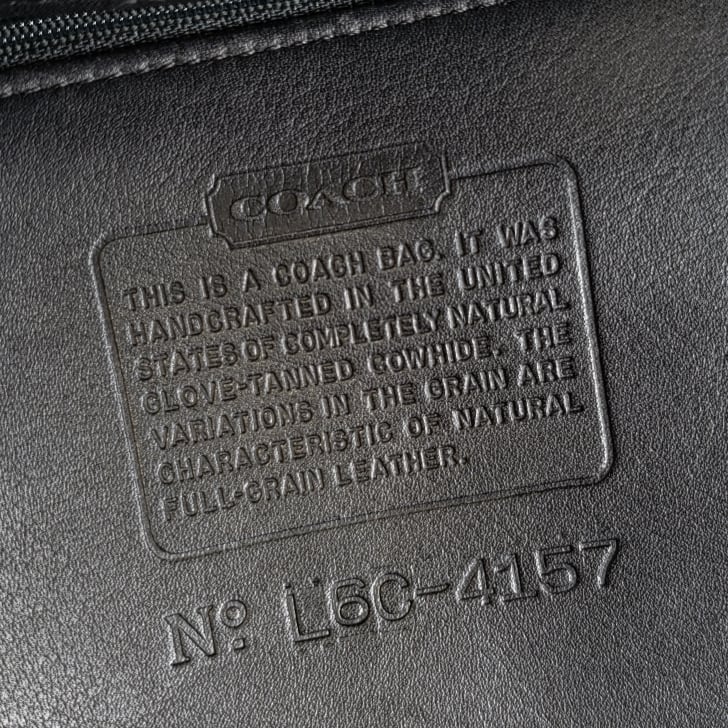 COACH
THIS IS A COACH BAG. IT WAS
HANDCRAFTED IN THE UNITED
STATES OF COMPLETELY NATURAL
GLOVE-TANNED COWHIDE. THE
VARIATIONS IN THE GRAIN ARE
CHARACTERISTIC OF NATURAL
FULL-GRAIN LEATHER.
Nº L6C-4157